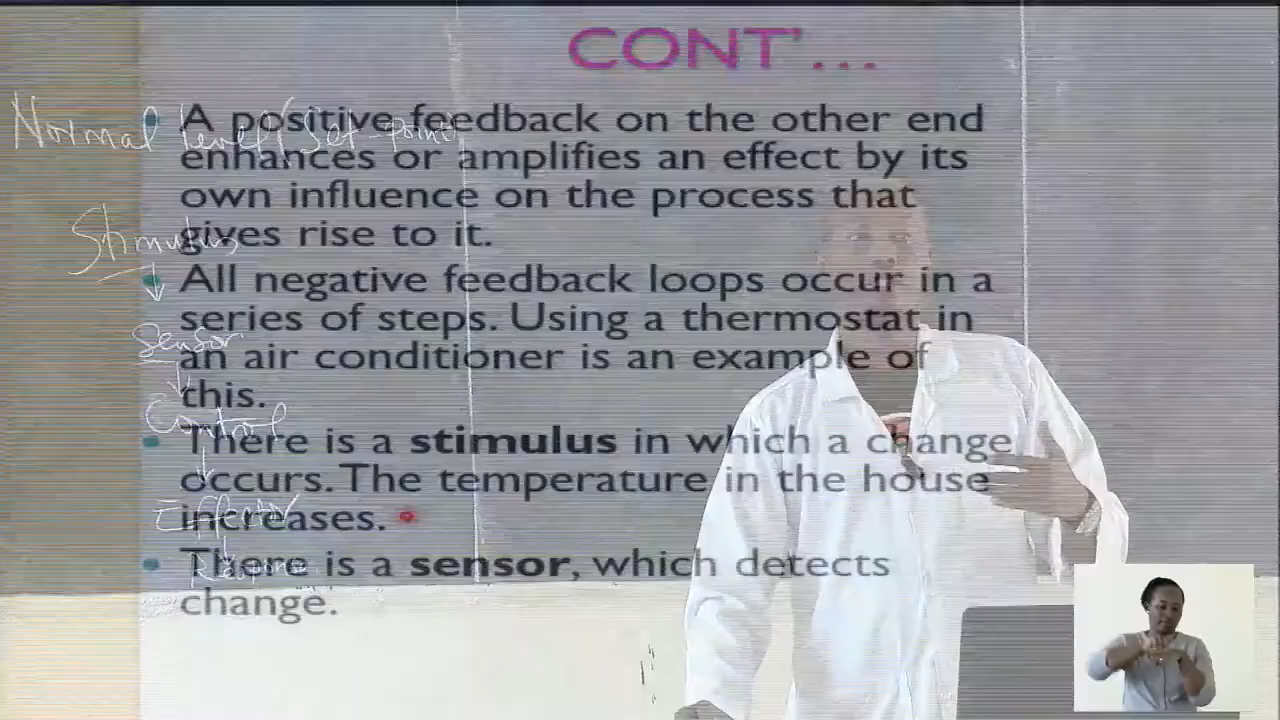 CONT'...
• A positive feedback on the other end
enhances or amplifies an effect by its
own influence on the process that
gives rise to it.
• All negative feedback loops occur in a
series of steps. Using a thermostat in
an air conditioner is an example of
this.
• There is a stimulus in which a change
occurs. The temperature in the house
increases.
• There is a sensor, which detects
change.
Normal level/Set-point
Stimulus
↓
Sensor
↓
Control
↓
Effector
↓